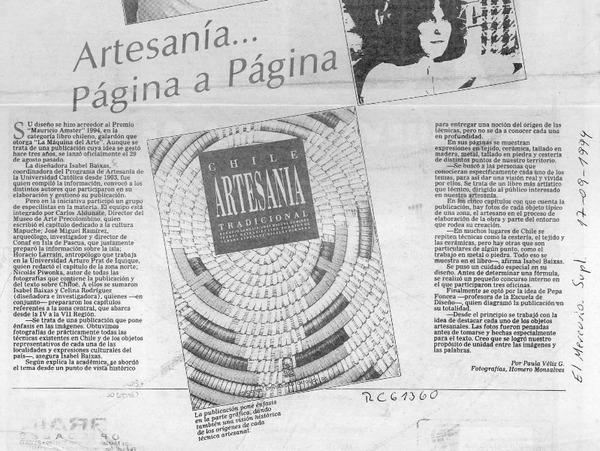 Artesanía...
Página a Página
SU diseño se hizo acreedor al Premio
"Mauricio Amster" 1994, en la
categoría libro chileno, galardón que
otorga "La Máquina del Arte". Aunque se
trata de una publicación cuya idea se gestó
hace tres años, se lanzó oficialmente el 29
de agosto pasado.
La diseñadora Isabel Baixas,
coordinadora del Programa de Artesanía de
la Universidad Católica desde 1993, fue
quien compiló la información, convocó a los
distintos autores que participaron en su
elaboración y gestionó su publicación.
Pero en la iniciativa participó un grupo
de especilistas en la materia. El equipo está
integrado por Carlos Aldunate, Director del
Museo de Arte Precolombino, quien
escribió el capítulo dedicado a la cultura
Mapuche; José Miguel Ramírez,
arqueólogo, investigador y director de
Conaf en Isla de Pascua, que justamente
preparó la información sobre la isla;
Horacio Larraín, antropólogo que trabaja
en la Universidad Arturo Prat de Iquique,
quien redactó el capítulo de la zona norte;
Nicolás Piwonka, autor de todas las
fotografías que contiene la publicación y
del texto sobre Chiloé. A ellos se sumaron
Isabel Baixas y Celina Rodríguez
(diseñadora e investigadora), quienes —en
conjunto— prepararon los capítulos
referentes a la zona central, que abarca
desde la IV a la VII Región.
—Se trata de una publicación que pone
énfasis en las imágenes. Obtuvimos
fotografías de prácticamente todas las
técnicas existentes en Chile y de los objetos
representativos de cada una de las
localidades y expresiones culturales del
país—, asegura Isabel Baixas.
Según explica la académica, se abordó
el tema desde un punto de vista histórico
CHILE
ARTESANIA
TRADICIONAL
La publicación pone énfasis
en la parte gráfica, dando
también una visión histórica
de los orígenes de cada
técnica artesanal.
para entregar una noción del origen de las
técnicas, pero no se da a conocer cada uno
en profundidad.
En sus páginas se muestran
expresiones en tejido, cerámica, tallado en
madera, metal, tallado en piedra y cestería
de distintos puntos de nuestro territorio.
—Se buscó a las personas que
conocieran específicamente cada uno de los
temas, para así dar una visión real y vivida
por ellos. Se trata de un libro más artístico
que técnico, dirigido al público interesado
en nuestra artesanía.
En los cinco capítulos con que cuenta la
publicación, hay fotos de cada objeto típico
de una zona, el artesano en el proceso de
elaboración de la obra y parte del entorno
que rodea su creación.
—En muchos lugares de Chile se
repiten técnicas como la cestería, el tejido y
las cerámicas, pero hay otras que son
particulares de algún punto, como el
trabajo en metal o piedra. Todo eso se
muestra en el libro—, afirma Isabel Baixas.
Se puso un cuidado especial en su
diseño. Antes de determinar una fórmula,
se realizó un pequeño concurso interno en
el que participaron tres oficinas.
Finalmente se optó por la idea de Pepa
Foncea —profesora de la Escuela de
Diseño—, quien diagramó la publicación en
su totalidad.
—Desde el principio se trabajó con la
idea de destacar cada uno de los objetos
artesanales. Las fotos fueron pensadas
antes de tomarse y hechas especialmente
para el texto. Creo que se logró nuestro
propósito de unidad entre las imágenes y
las palabras.
Por Paula Véliz G.
Fotografías, Homero Monsalves
RC61360
El Mercurio. Supl. 17-09-1994